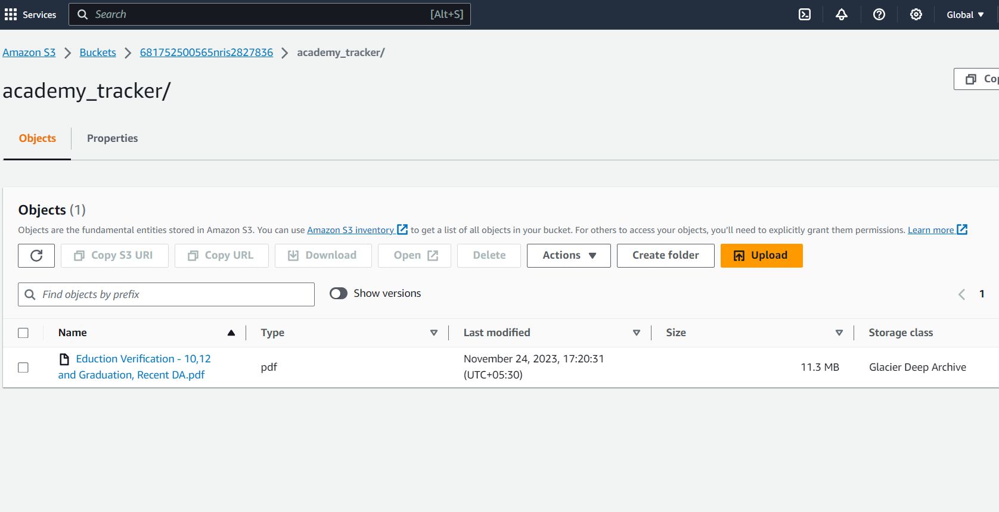 Services Search [Alt+S] Global
Amazon S3 Buckets 681752500565nris2827836 academy_tracker/
academy_tracker/
Objects Properties
Objects (1)
Objects are the fundamental entities stored in Amazon S3. You can use Amazon S3 inventory to get a list of all objects in your bucket. For others to access your objects, you'll need to explicitly grant them permissions. Learn more
Copy S3 URI Copy URL Download Open Delete Actions Create folder Upload
Find objects by prefix Show versions 1
Name Type Last modified Size Storage class
Eduction Verification - 10,12
and Graduation, Recent DA.pdf
pdf
November 24, 2023, 17:20:31
(UTC+05:30)
11.3 MB
Glacier Deep Archive